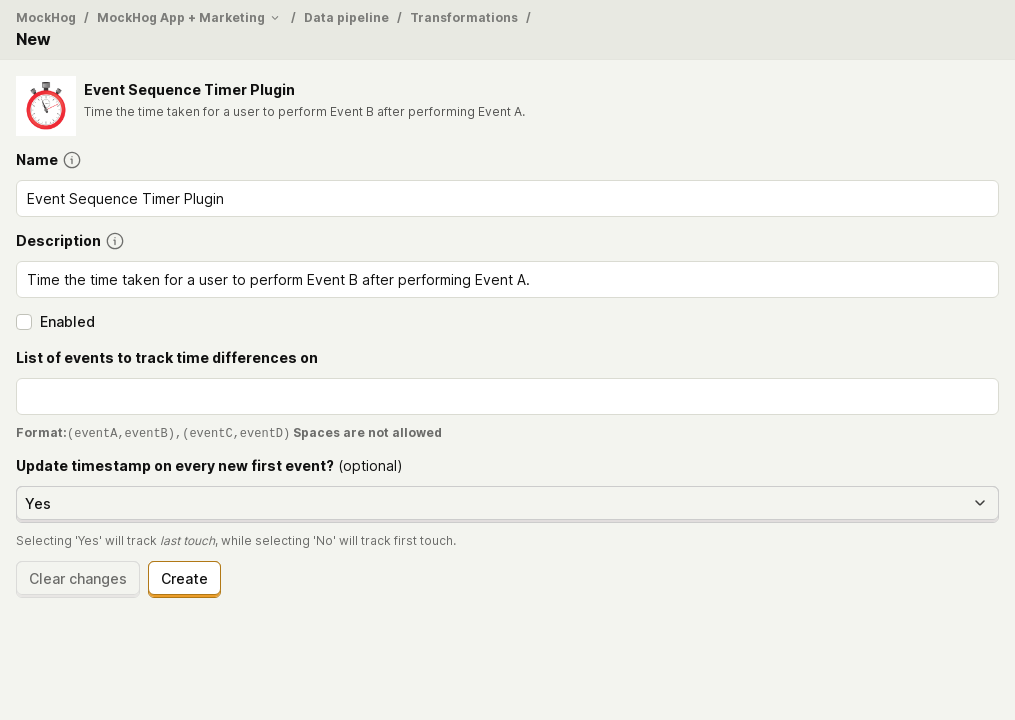 MockHog / MockHog App + Marketing / Data pipeline / Transformations /
New
Event Sequence Timer Plugin
Time the time taken for a user to perform Event B after performing Event A.
Name
Event Sequence Timer Plugin
Description
Time the time taken for a user to perform Event B after performing Event A.
Enabled
List of events to track time differences on
Format:(eventA,eventB),(eventC,eventD) Spaces are not allowed
Update timestamp on every new first event? (optional)
Yes
Selecting 'Yes' will track last touch, while selecting 'No' will track first touch.
Clear changes Create